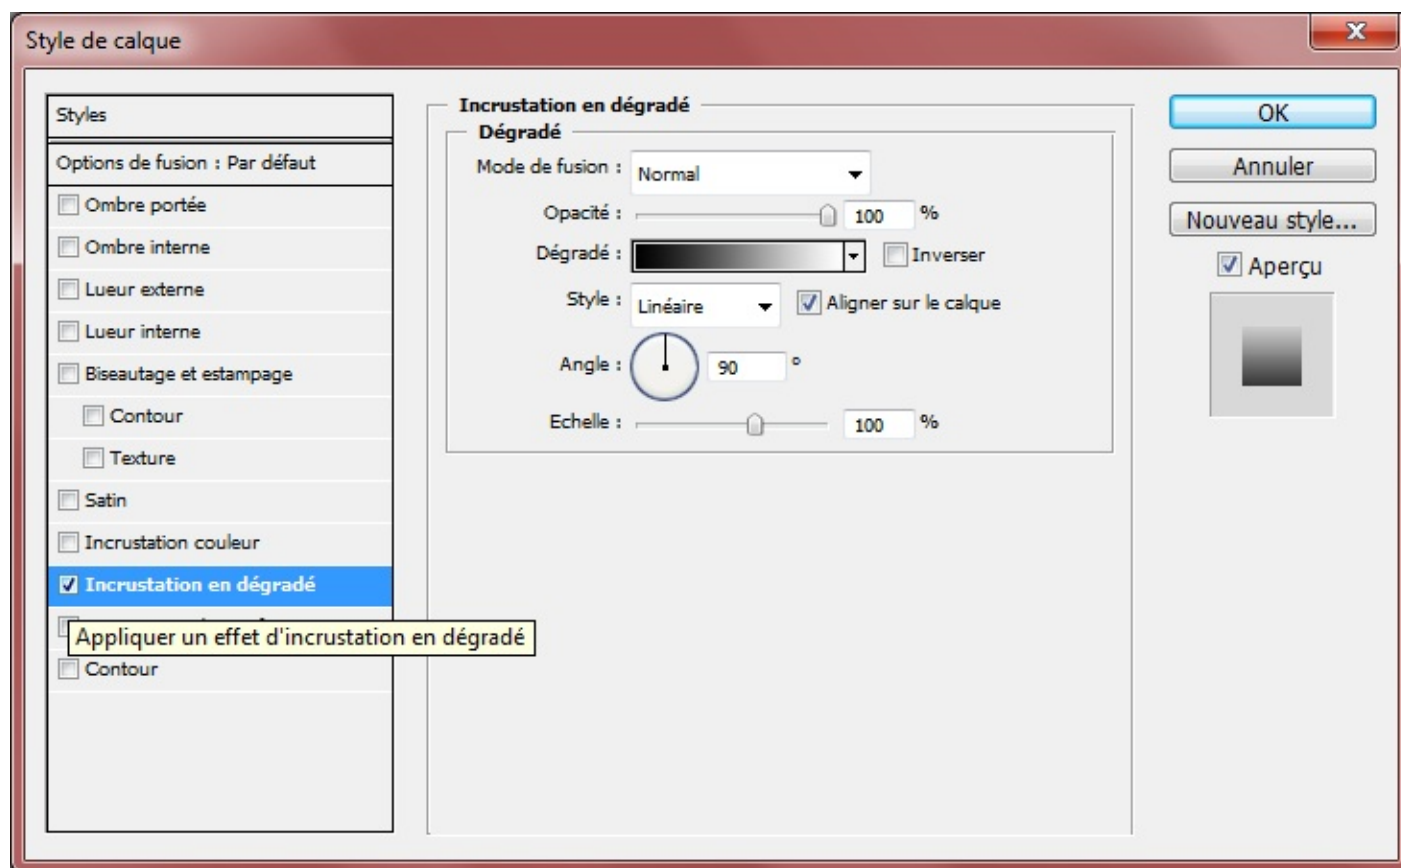 Style de calque
Styles
Options de fusion : Par défaut
Ombre portée
Ombre interne
Lueur externe
Lueur interne
Biseautage et estampage
Contour
Texture
Satin
Incrustation couleur
Incrustation en dégradé
Appliquer un effet d'incrustation en dégradé
Contour
Incrustation en dégradé
Dégradé
Mode de fusion : Normal
Opacité : 100 %
Dégradé : Inverser
Style : Linéaire Aligner sur le calque
Angle : 90 °
Echelle : 100 %
OK
Annuler
Nouveau style...
Aperçu